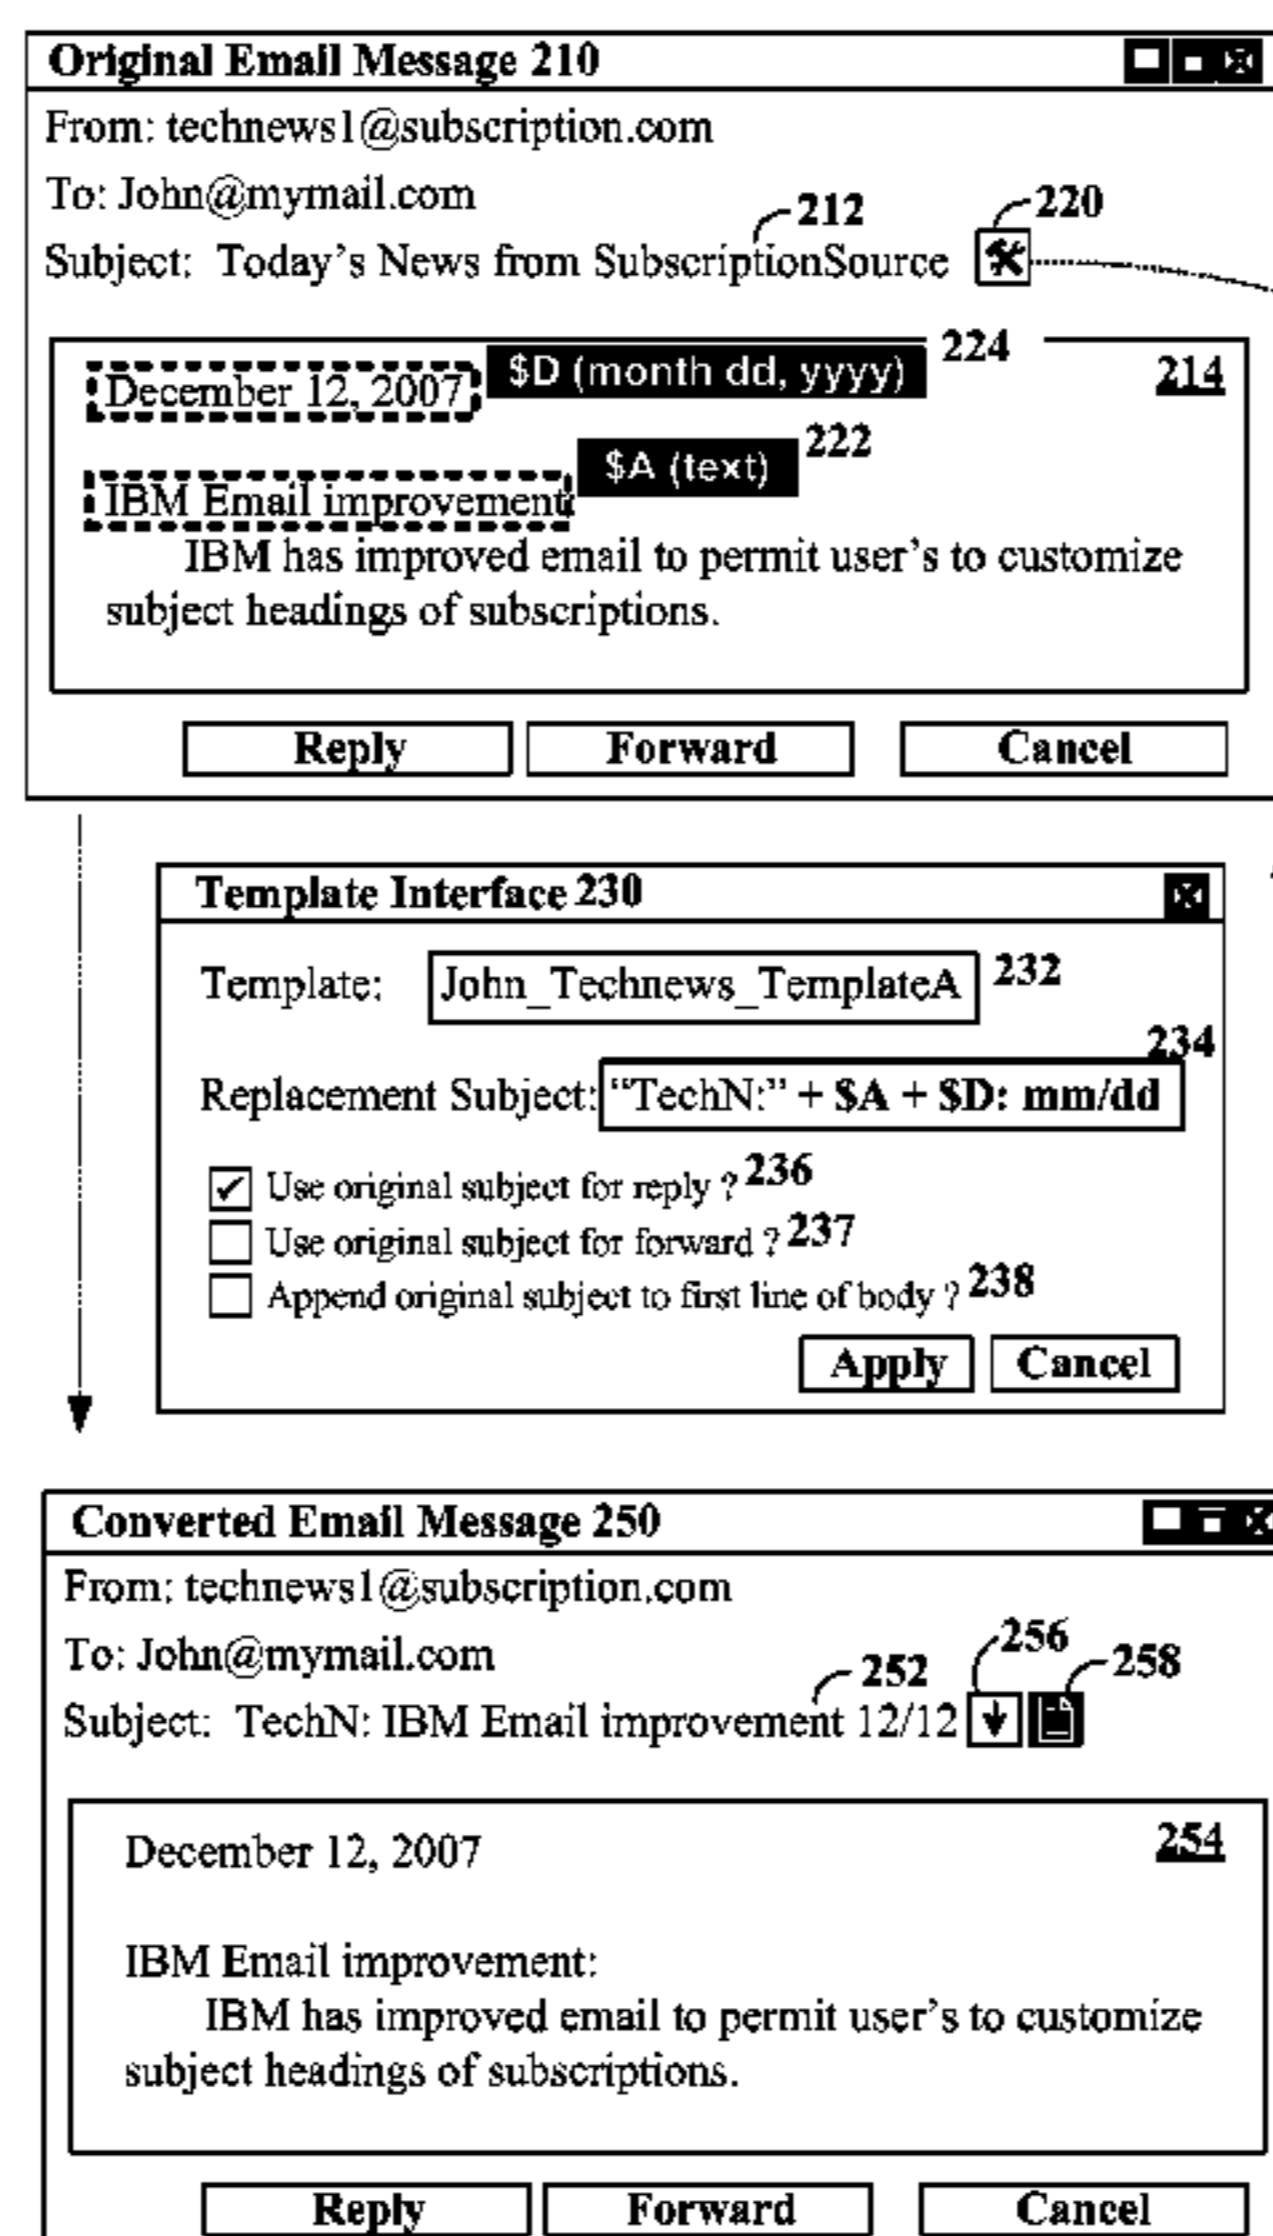 Original Email Message 210
From: technews1@subscription.com
To: John@mymail.com
212
220
Subject: Today's News from SubscriptionSource
224
214
December 12, 2007
$D (month dd, yyyy)
222
$A (text)
IBM Email improvement:
IBM has improved email to permit user's to customize
subject headings of subscriptions.
Reply Forward Cancel
Template Interface 230
Template: John_Technews_TemplateA 232
234
Replacement Subject: “TechN:” + $A + $D: mm/dd
Use original subject for reply ? 236
Use original subject for forward ? 237
Append original subject to first line of body ? 238
Apply Cancel
Converted Email Message 250
From: technews1@subscription.com
To: John@mymail.com
252
256
258
Subject: TechN: IBM Email improvement 12/12
254
December 12, 2007
IBM Email improvement:
IBM has improved email to permit user's to customize
subject headings of subscriptions.
Reply Forward Cancel